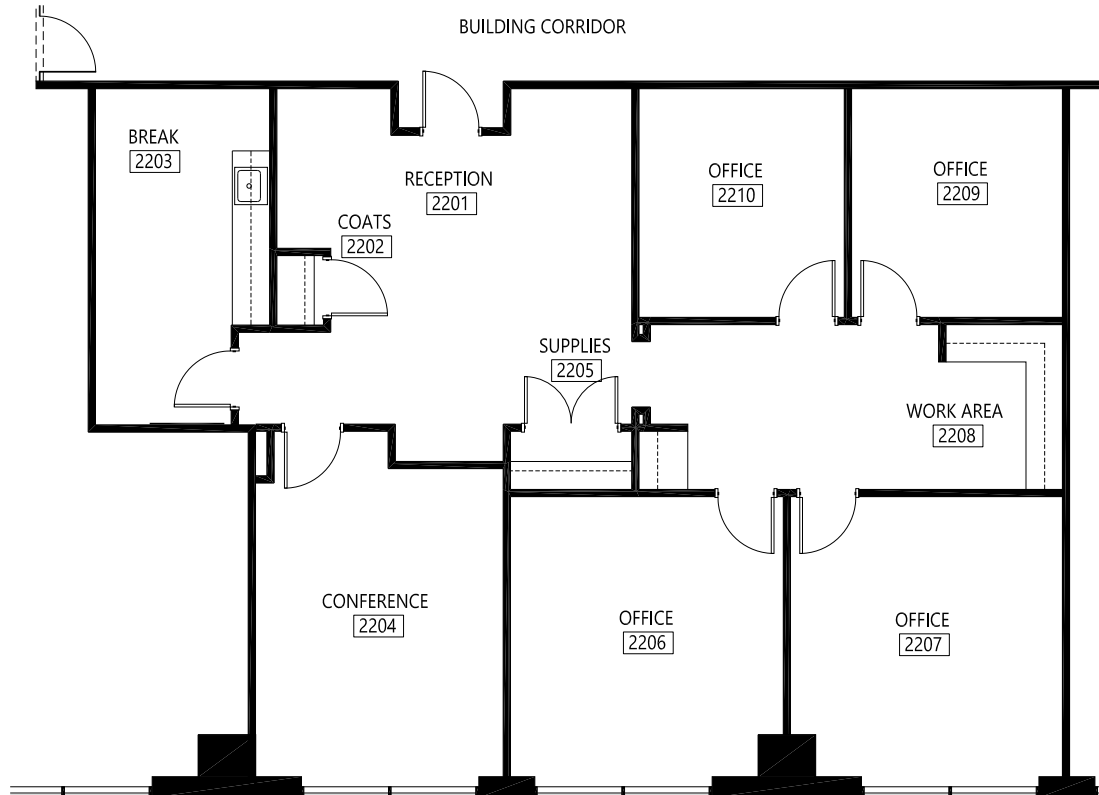 BUILDING CORRIDOR
BREAK
2203
RECEPTION
2201
COATS
2202
OFFICE
2210
OFFICE
2209
SUPPLIES
2205
WORK AREA
2208
CONFERENCE
2204
OFFICE
2206
OFFICE
2207